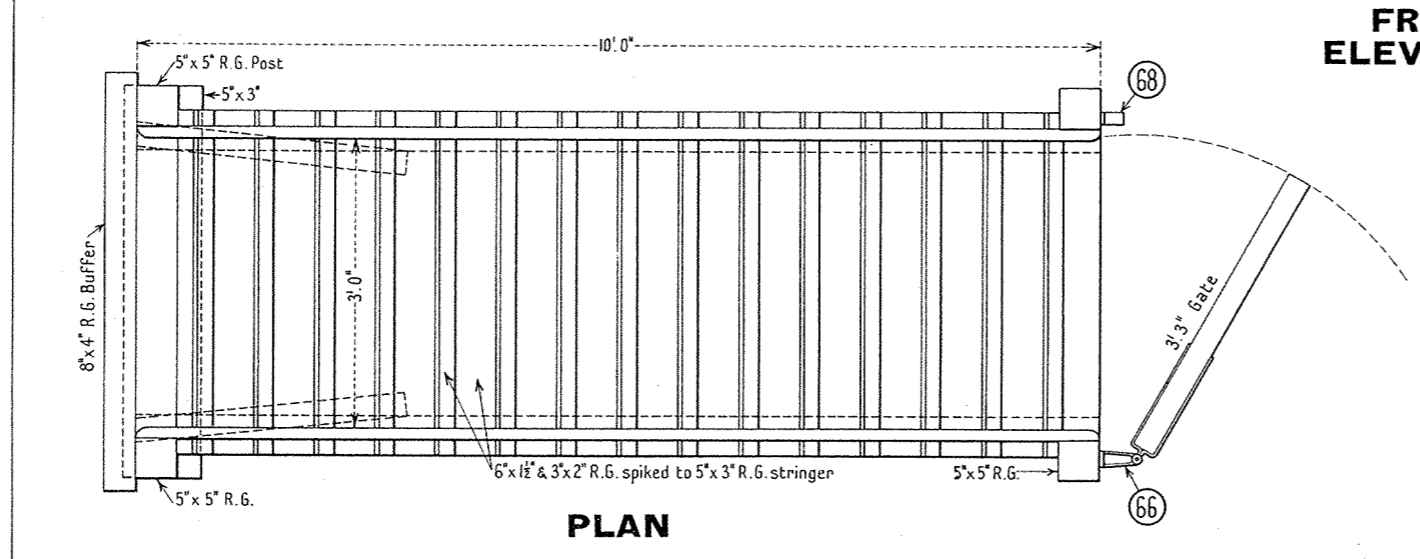 FR
ELEV
10'.0"
5"x 5" R.G. Post
5"x 3"
68
8"x 4" R.G. Buffer
3'.0"
3'.3" Gate
6"x 1½" & 3"x 2" R.G. spiked to 5"x 3" R.G. stringer
5"x 5" R.G.
5"x 5" R.G.
66
PLAN